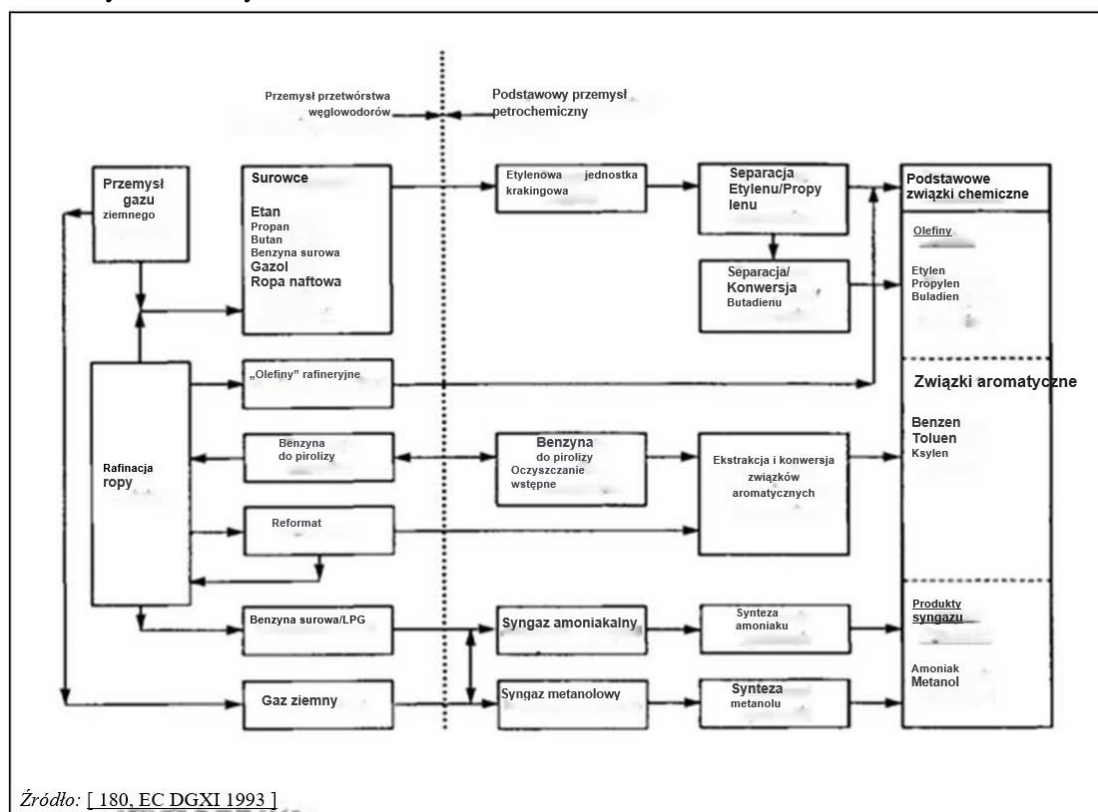 Przemysł przetwórstwa
węglowodorów
Podstawowy przemysł
petrochemiczny
Przemysł
gazu
ziemnego
Surowce
Etan
Propan
Butan
Benzyna surowa
Gazol
Ropa naftowa
Etylenowa jednostka
krakingowa
Separacja
Etylenu/Propy
lenu
Separacja/
Konwersja
Butadienu
Podstawowe
związki chemiczne
Olefiny
Etylen
Propylen
Buladien
„Olefiny” rafineryjne
Związki aromatyczne
Benzen
Toluen
Ksylen
Rafinacja
ropy
Benzyna
do pirolizy
Benzyna
do pirolizy
Oczyszczanie
wstępne
Ekstrakcja i konwersja
związków
aromatycznych
Reformat
Benzyna surowa/LPG
Syngaz amoniakalny
Synteza
amoniaku
Produkty
syngazu
Amoniak
Metanol
Gaz ziemny
Syngaz metanolowy
Synteza
metanolu
Źródło: [ 180, EC DGXI 1993 ]